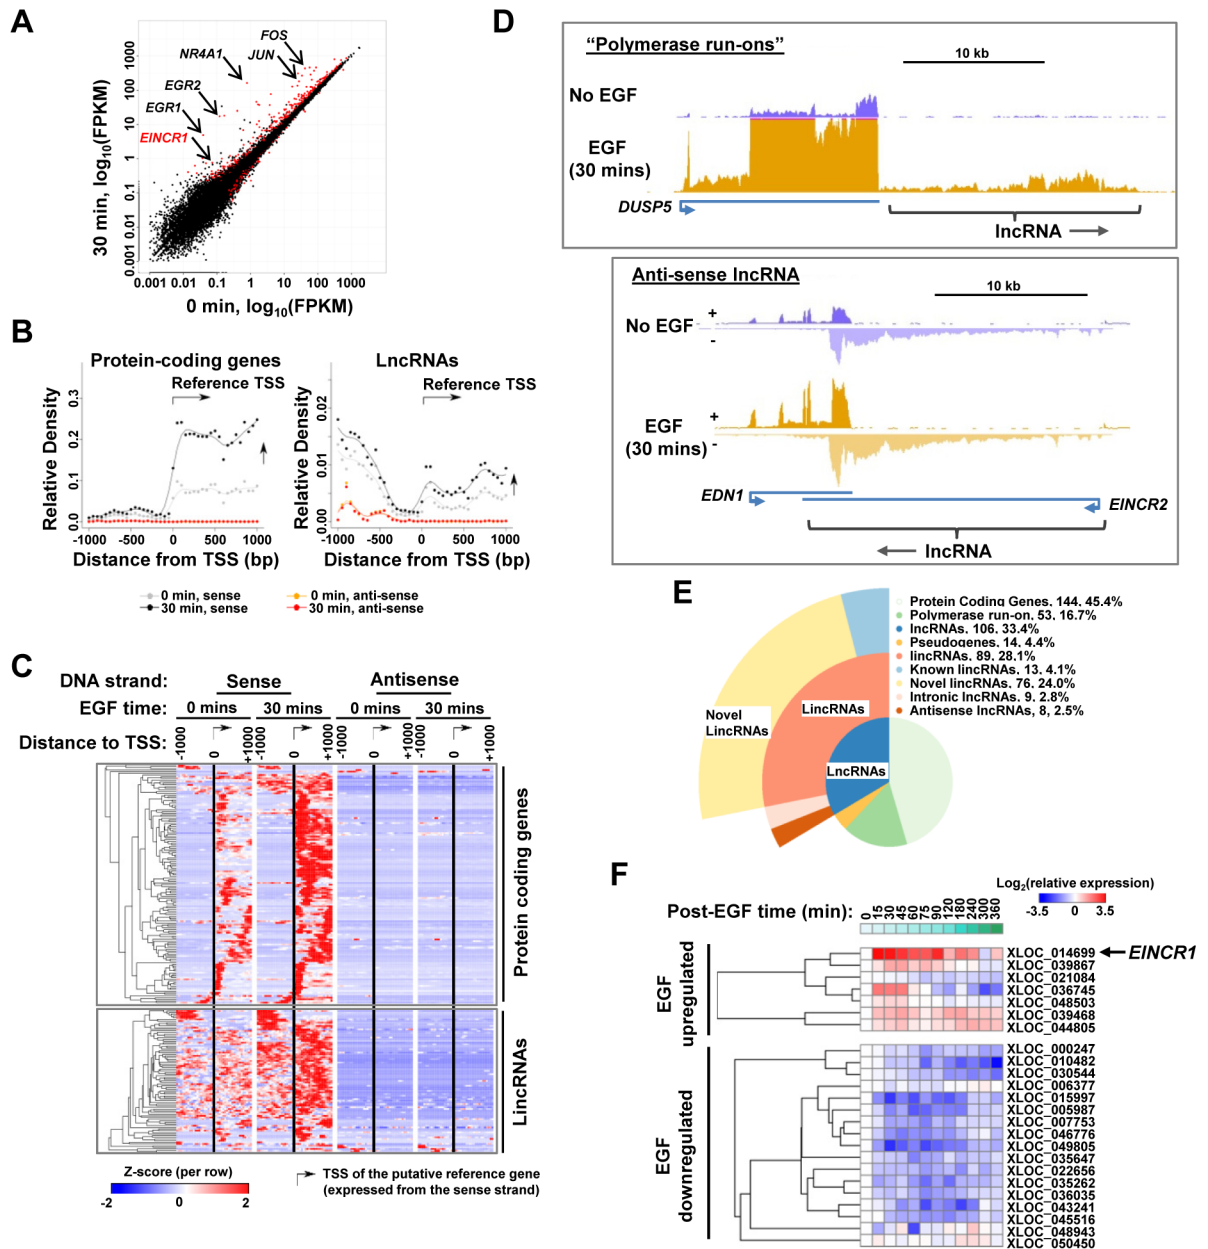 A
1000
100
10
1
0.1
0.01
0.001
30 min, log10(FPKM)
FOS
JUN
NR4A1
EGR2
EGR1
EINCR1
0.001 0.01 0.1 1 10 100 1000
0 min, log10(FPKM)
B
Protein-coding genes
Reference TSS
Relative Density
0.3
0.2
0.1
0.0
-1000 -500 0 500 1000
Distance from TSS (bp)
LncRNAs
Reference TSS
Relative Density
0.02
0.01
0.00
-1000 -500 0 500 1000
Distance from TSS (bp)
0 min, sense
30 min, sense
0 min, anti-sense
30 min, anti-sense
C
DNA strand: Sense Antisense
EGF time: 0 mins 30 mins 0 mins 30 mins
Distance to TSS: -1000 0 +1000 -1000 0 +1000 -1000 0 +1000 -1000 0 +1000
Protein coding genes
LincRNAs
Z-score (per row)
-2 0 2
TSS of the putative reference gene
(expressed from the sense strand)
D
"Polymerase run-ons"
10 kb
No EGF
EGF
(30 mins)
DUSP5
lncRNA
Anti-sense lncRNA
10 kb
No EGF
+
-
EGF
(30 mins)
+
-
EDN1
EINCR2
lncRNA
E
Protein Coding Genes, 144, 45.4%
Polymerase run-on, 53, 16.7%
lncRNAs, 106, 33.4%
Pseudogenes, 14, 4.4%
lincRNAs, 89, 28.1%
Known lincRNAs, 13, 4.1%
Novel lincRNAs, 76, 24.0%
Intronic lncRNAs, 9, 2.8%
Antisense lncRNAs, 8, 2.5%
Novel
LincRNAs
LincRNAs
LncRNAs
F
Log2(relative expression)
-3.5 0 3.5
Post-EGF time (min): 0 15 30 45 60 75 90 120 180 240 300 360
EGF
upregulated
XLOC_014699 EINCR1
XLOC_039867
XLOC_021084
XLOC_036745
XLOC_048503
XLOC_039468
XLOC_044805
EGF
downregulated
XLOC_000247
XLOC_010482
XLOC_030544
XLOC_006377
XLOC_015997
XLOC_005987
XLOC_007753
XLOC_046776
XLOC_049805
XLOC_035647
XLOC_022656
XLOC_035262
XLOC_036035
XLOC_043241
XLOC_045516
XLOC_048943
XLOC_050450